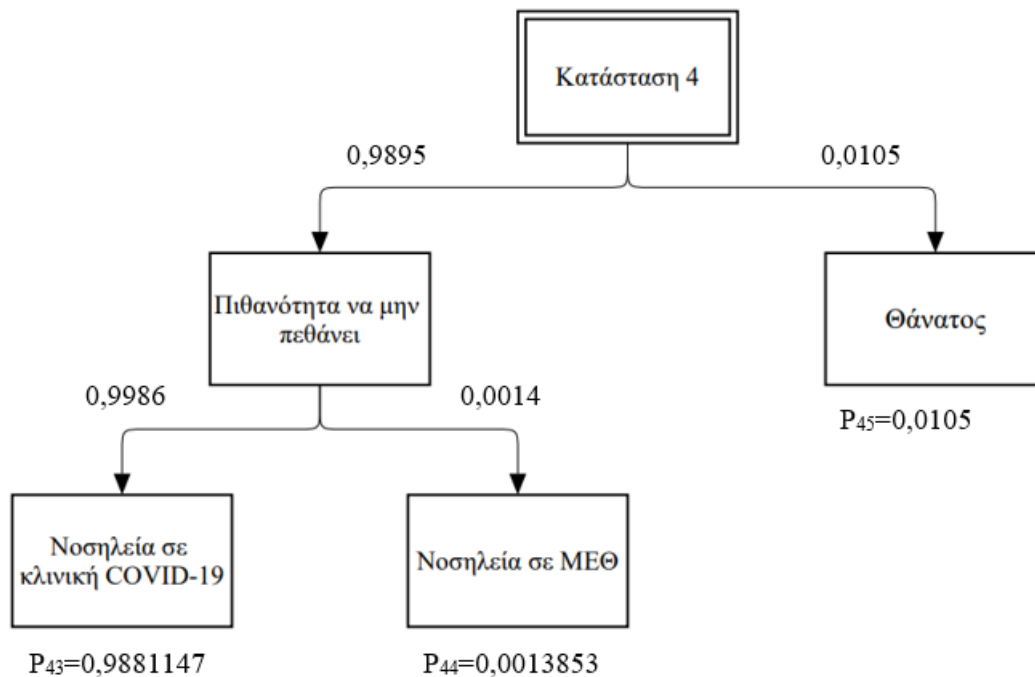 Κατάσταση 4
0,9895
0,0105
Πιθανότητα να μην
πεθάνει
Θάνατος
0,9986
0,0014
P₄₅=0,0105
Νοσηλεία σε
κλινική COVID-19
Νοσηλεία σε ΜΕΘ
P₄₃=0,9881147
P₄₄=0,0013853